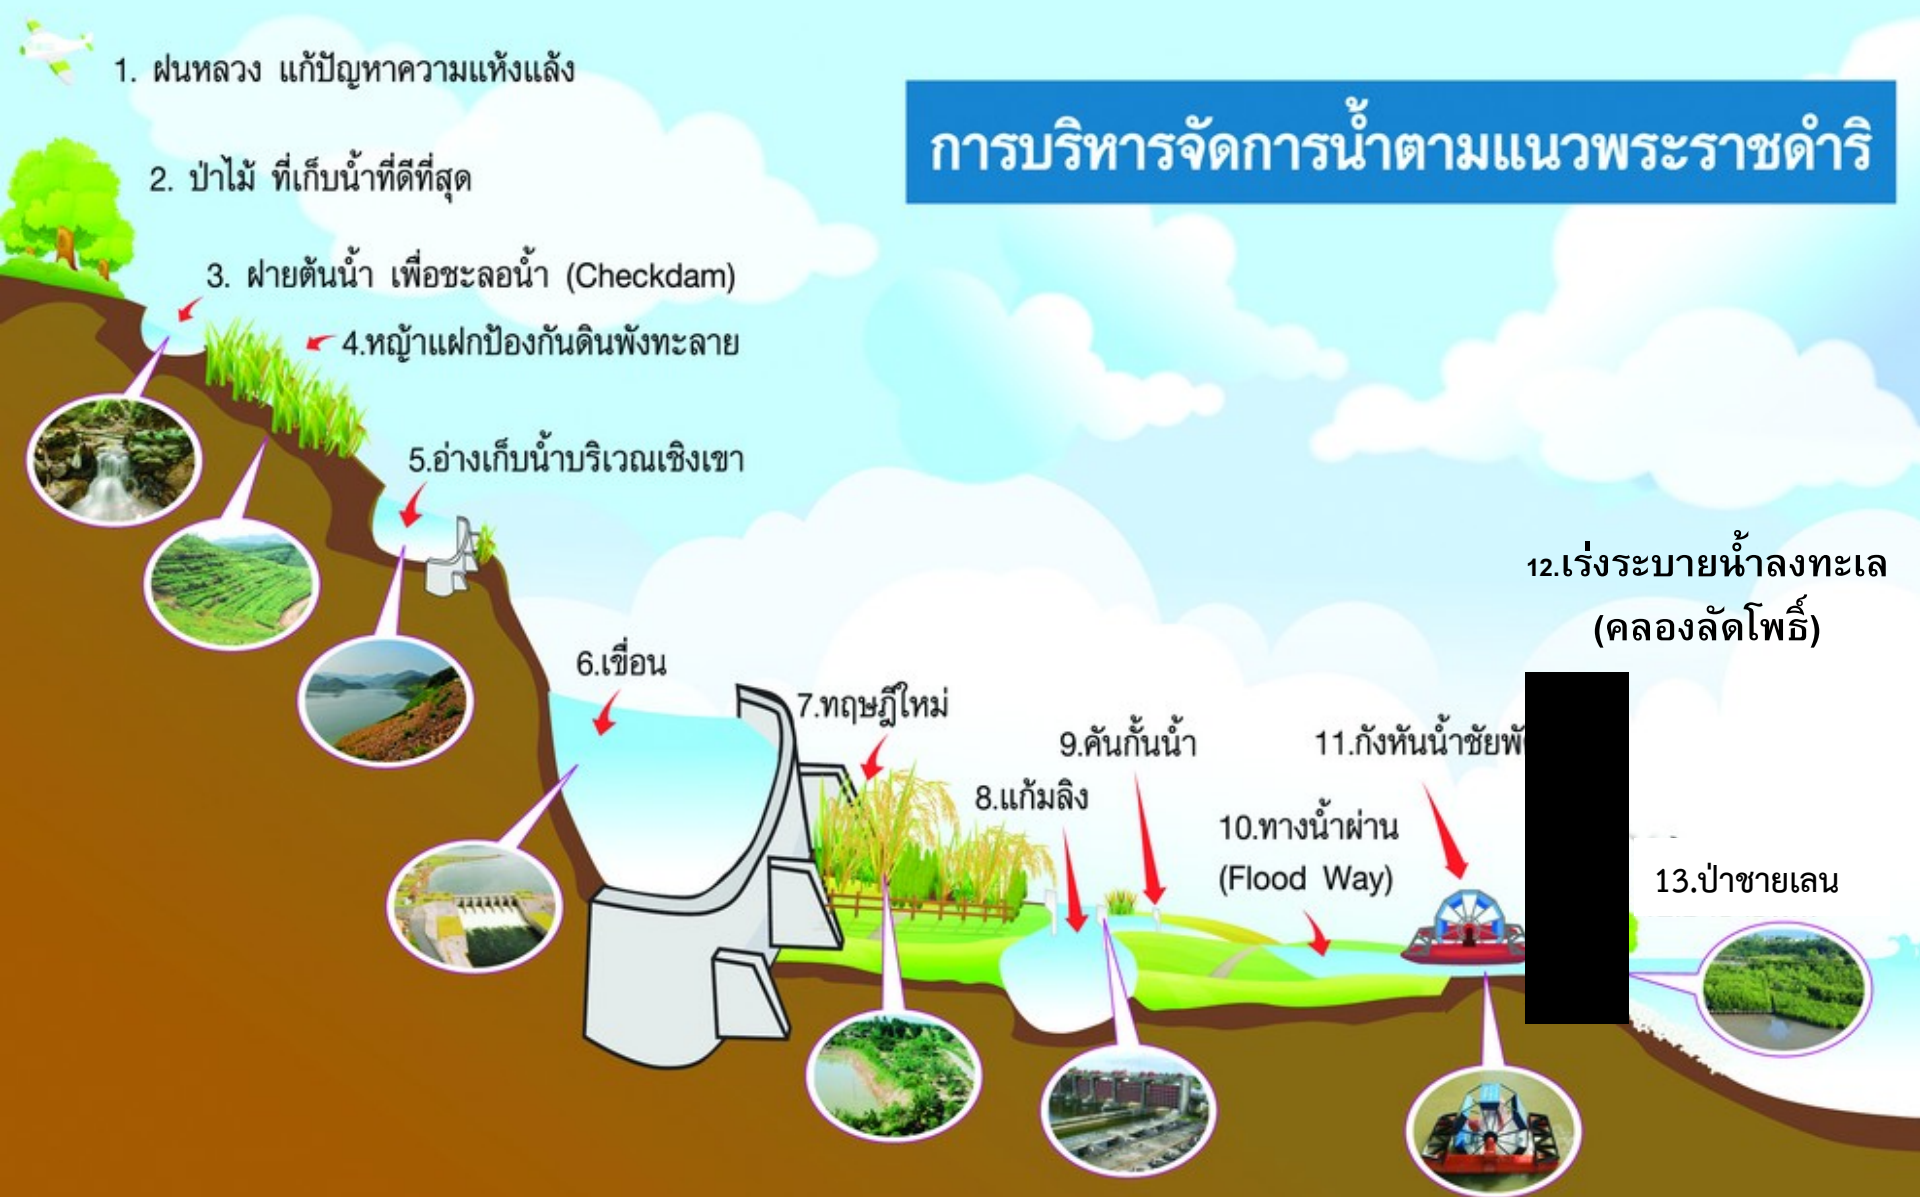 1. ฝนหลวง แก้ปัญหาความแห้งแล้ง
การบริหารจัดการน้ำตามแนวพระราชดำริ
2. ป่าไม้ ที่เก็บน้ำที่ดีที่สุด
3. ฝายต้นน้ำ เพื่อชะลอน้ำ (Checkdam)
4.หญ้าแฝกป้องกันดินพังทะลาย
5.อ่างเก็บน้ำบริเวณเชิงเขา
6.เขื่อน
7.ทฤษฎีใหม่
8.แก้มลิง
9.คันกั้นน้ำ
10.ทางน้ำผ่าน
(Flood Way)
11.กังหันน้ำ
12.เร่งระบายน้ำลงทะเล
(คลองลัดโพธิ์)
13.ป่าชายเลน